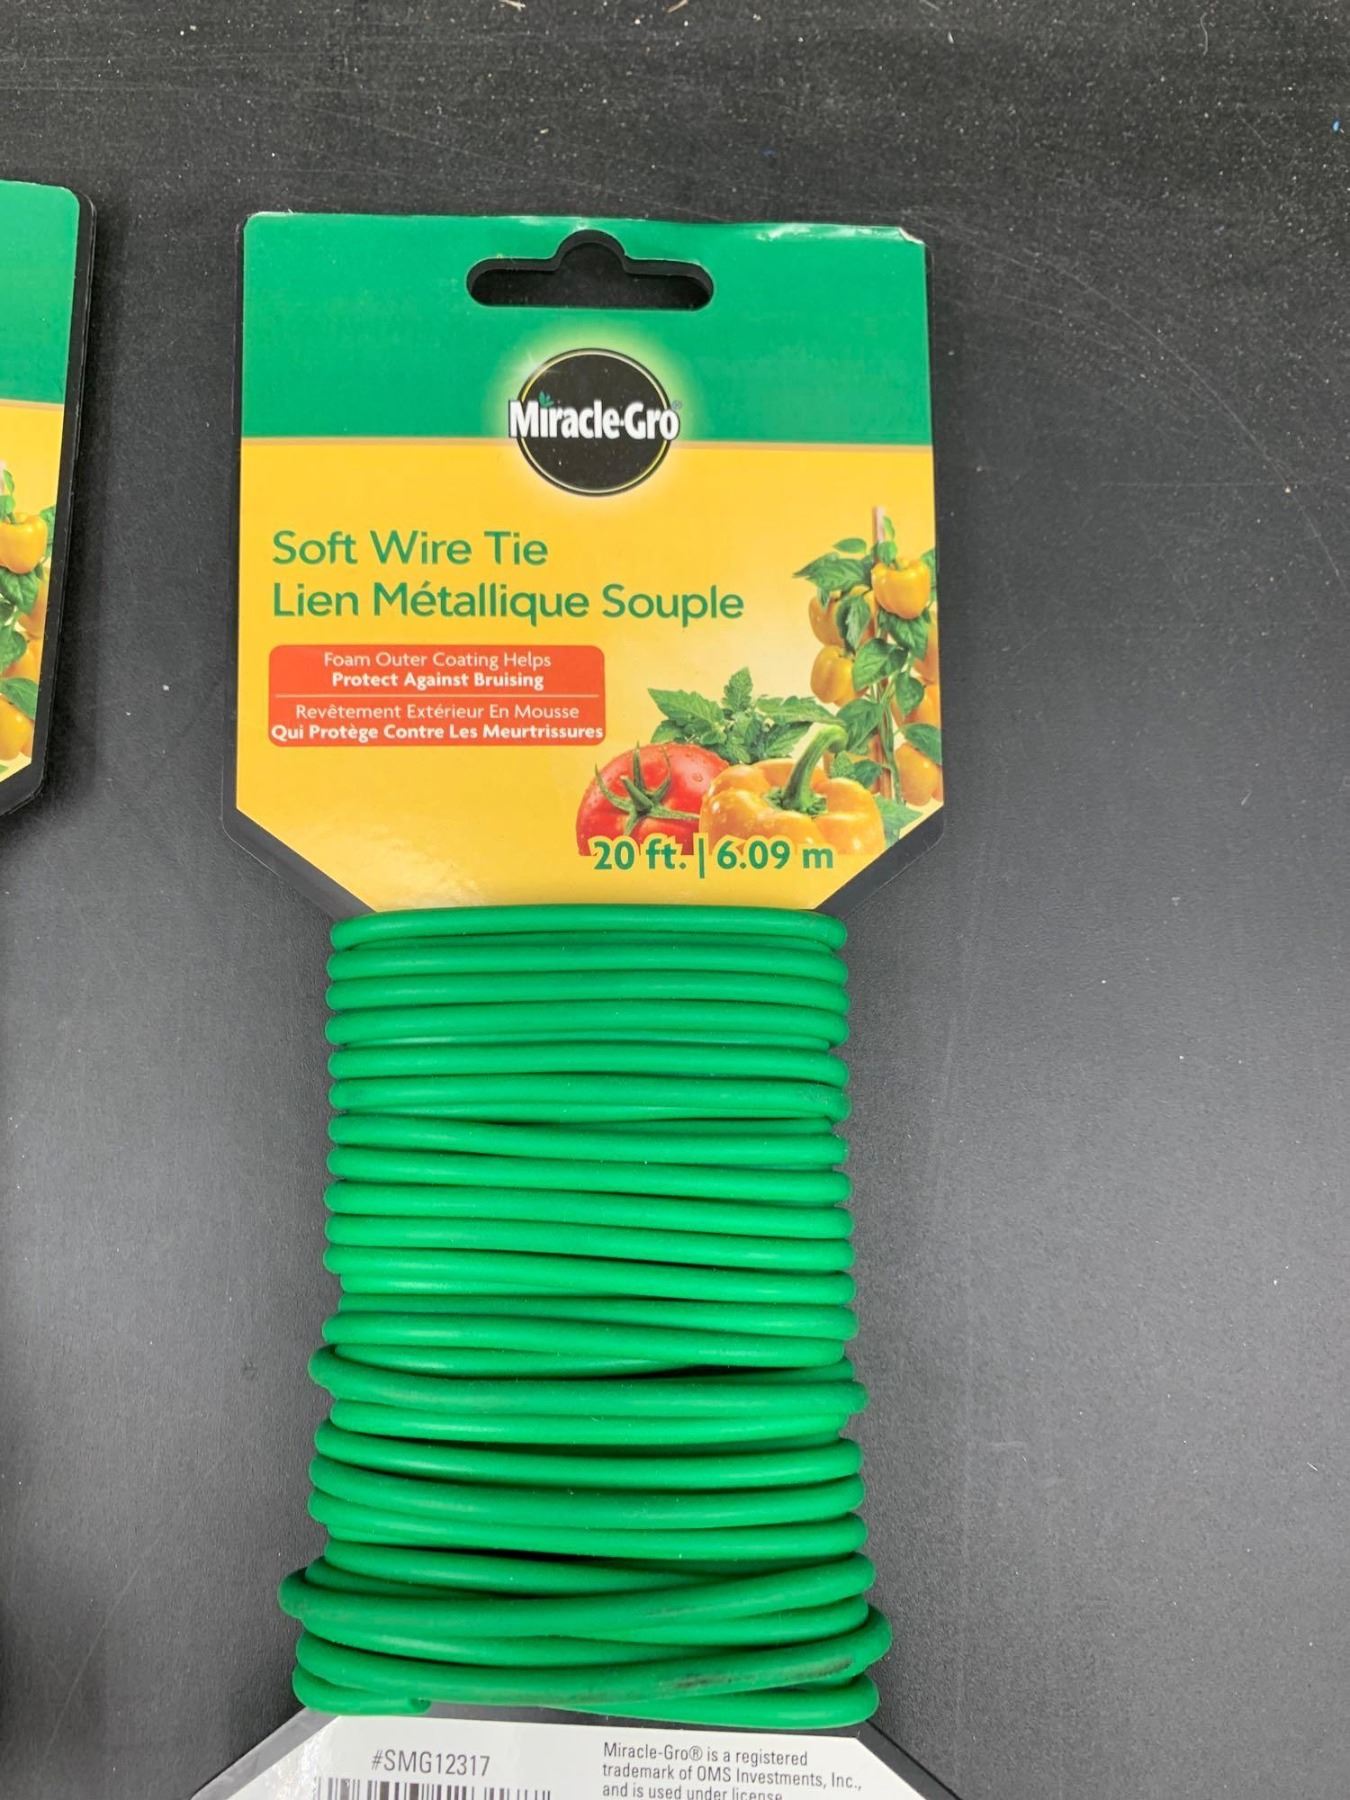 Miracle-Gro®
Soft Wire Tie
Lien Métallique Souple
Foam Outer Coating Helps
Protect Against Bruising
Revêtement Extérieur En Mousse
Qui Protège Contre Les Meurtrissures
20 ft. | 6.09 m
#SMG12317
Miracle-Gro® is a registered
trademark of OMS Investments, Inc.,
and is used under license